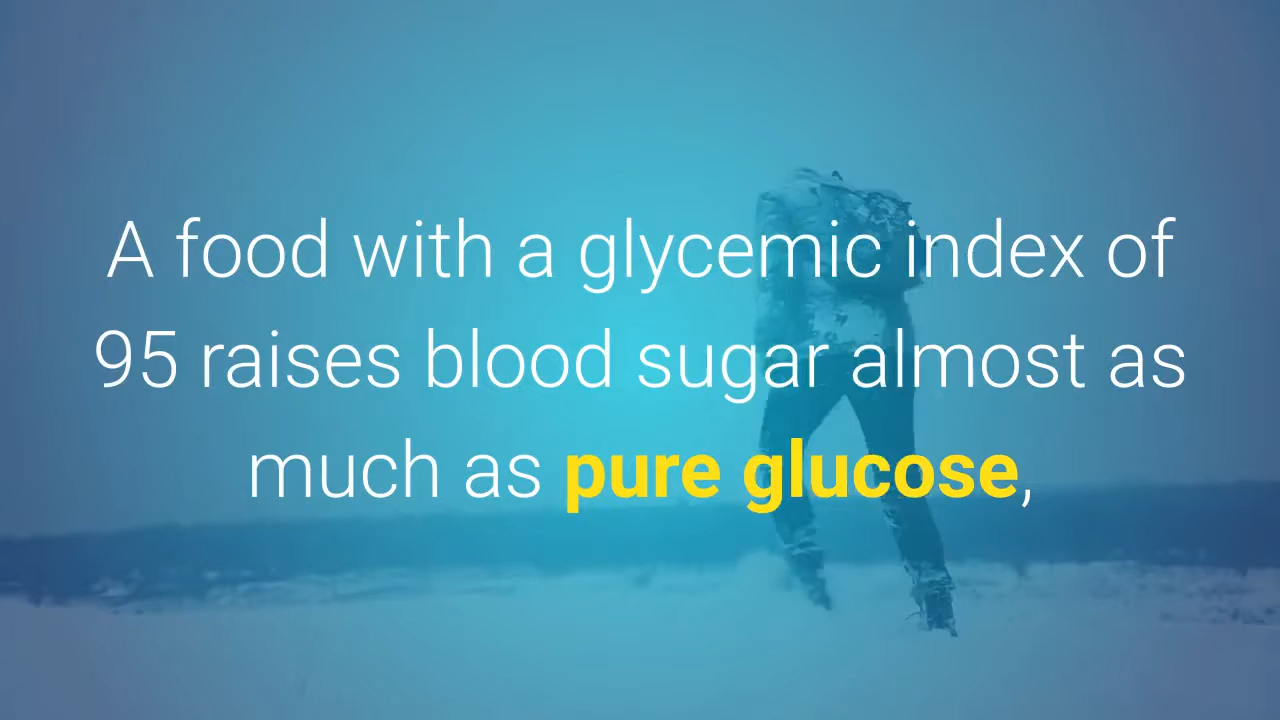 A food with a glycemic index of
95 raises blood sugar almost as
much as pure glucose,